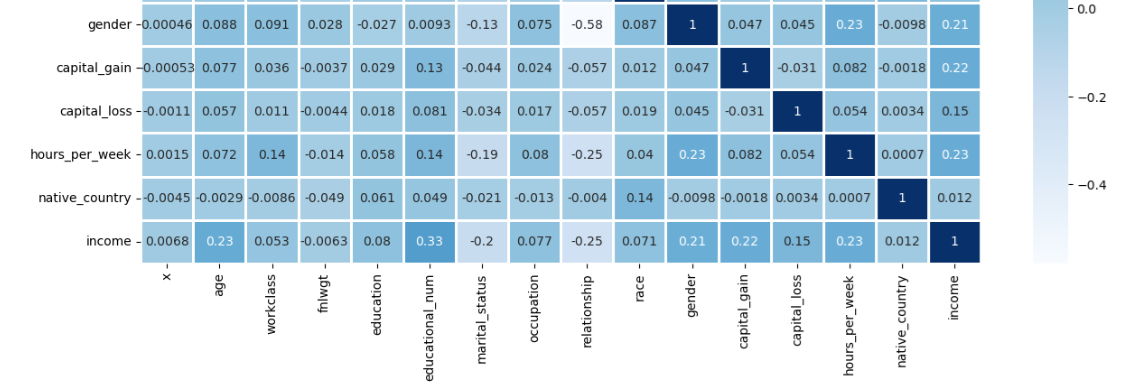 gender -0.00046 0.088 0.091 0.028 -0.027 0.0093 -0.13 0.075 -0.58 0.087 1 0.047 0.045 0.23 -0.0098 0.21
capital_gain -0.00053 0.077 0.036 -0.0037 0.029 0.13 -0.044 0.024 -0.057 0.012 0.047 1 -0.031 0.082 -0.0018 0.22
capital_loss -0.0011 0.057 0.011 -0.0044 0.018 0.081 -0.034 0.017 -0.057 0.019 0.045 -0.031 1 0.054 0.0034 0.15
hours_per_week 0.0015 0.072 0.14 -0.014 0.058 0.14 -0.19 0.08 -0.25 0.04 0.23 0.082 0.054 1 0.0007 0.23
native_country -0.0045 -0.0029 -0.0086 -0.049 0.061 0.049 -0.021 -0.013 -0.004 0.14 -0.0098 -0.0018 0.0034 0.0007 1 0.012
income 0.0068 0.23 0.053 -0.0063 0.08 0.33 -0.2 0.077 -0.25 0.071 0.21 0.22 0.15 0.23 0.012 1
x
age
workclass
fnlwgt
education
educational_num
marital_status
occupation
relationship
race
gender
capital_gain
capital_loss
hours_per_week
native_country
income
0.0
−0.2
−0.4